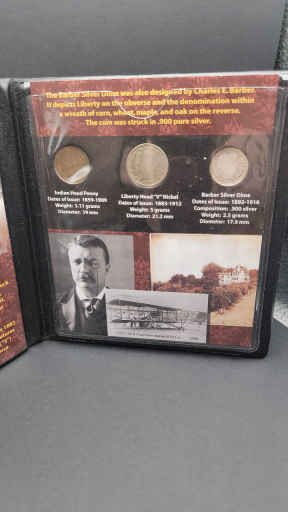 The Barber Silver Dime was also designed by Charles E. Barber.
It depicts Liberty on the obverse and the denomination within
a wreath of corn, wheat, maple, and oak on the reverse.
The coin was struck in .900 pure silver.
Indian Head Penny
Dates of Issue: 1859-1909
Weight: 3.11 grams
Diameter: 19 mm
Liberty Head "V" Nickel
Dates of Issue: 1883-1912
Weight: 5 grams
Diameter: 21.2 mm
Barber Silver Dime
Dates of Issue: 1892-1916
Composition: .900 silver
Weight: 2.5 grams
Diameter: 17.9 mm